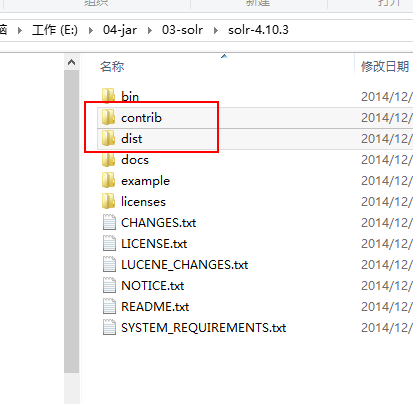 组织 新建 打开
脑 ▸ 工作 (E:) ▸ 04-jar ▸ 03-solr ▸ solr-4.10.3
名称 修改日期
bin 2014/12/
contrib 2014/12/
dist 2014/12/
docs 2014/12/
example 2014/12/
licenses 2014/12/
CHANGES.txt 2014/12/
LICENSE.txt 2014/12/
LUCENE_CHANGES.txt 2014/12/
NOTICE.txt 2014/12/
README.txt 2014/12/
SYSTEM_REQUIREMENTS.txt 2014/12/